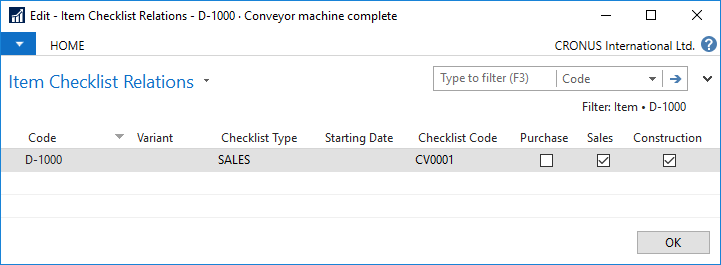 Edit - Item Checklist Relations - D-1000 · Conveyor machine complete
HOME
CRONUS International Ltd.
?
Item Checklist Relations
Type to filter (F3)
Code
Filter: Item • D-1000
Code Variant Checklist Type Starting Date Checklist Code Purchase Sales Construction
D-1000 SALES CV0001
OK